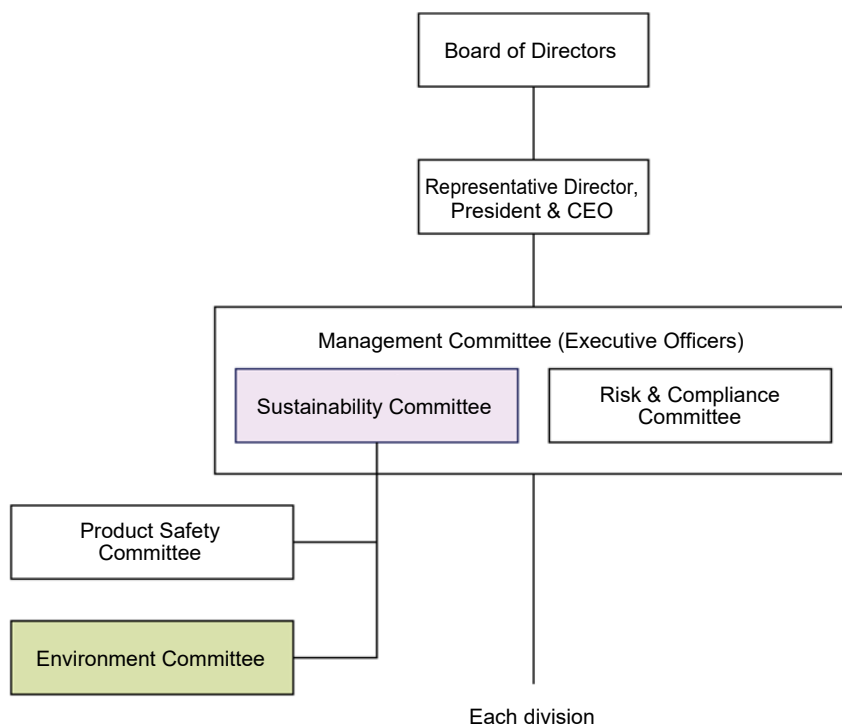 Board of Directors
Representative Director,
President & CEO
Management Committee (Executive Officers)
Sustainability Committee
Risk & Compliance
Committee
Product Safety
Committee
Environment Committee
Each division